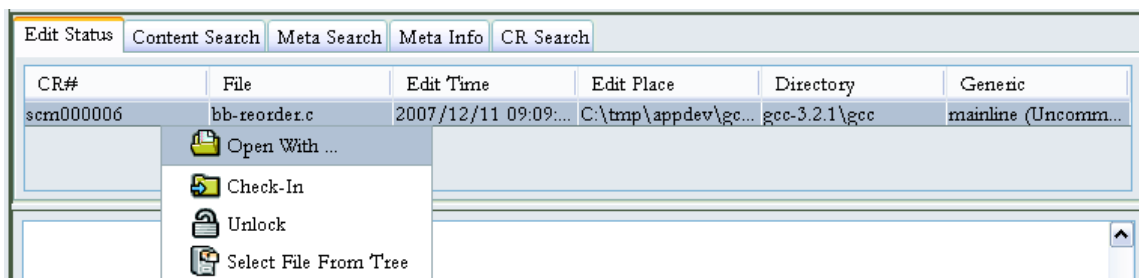 Edit Status Content Search Meta Search Meta Info CR Search
CR# File Edit Time Edit Place Directory Generic
scm000006 bb-reorder.c 2007/12/11 09:09:... C:\tmp\appdev\gc... gcc-3.2.1\gcc mainline (Uncomm...
Open With ...
Check-In
Unlock
Select File From Tree